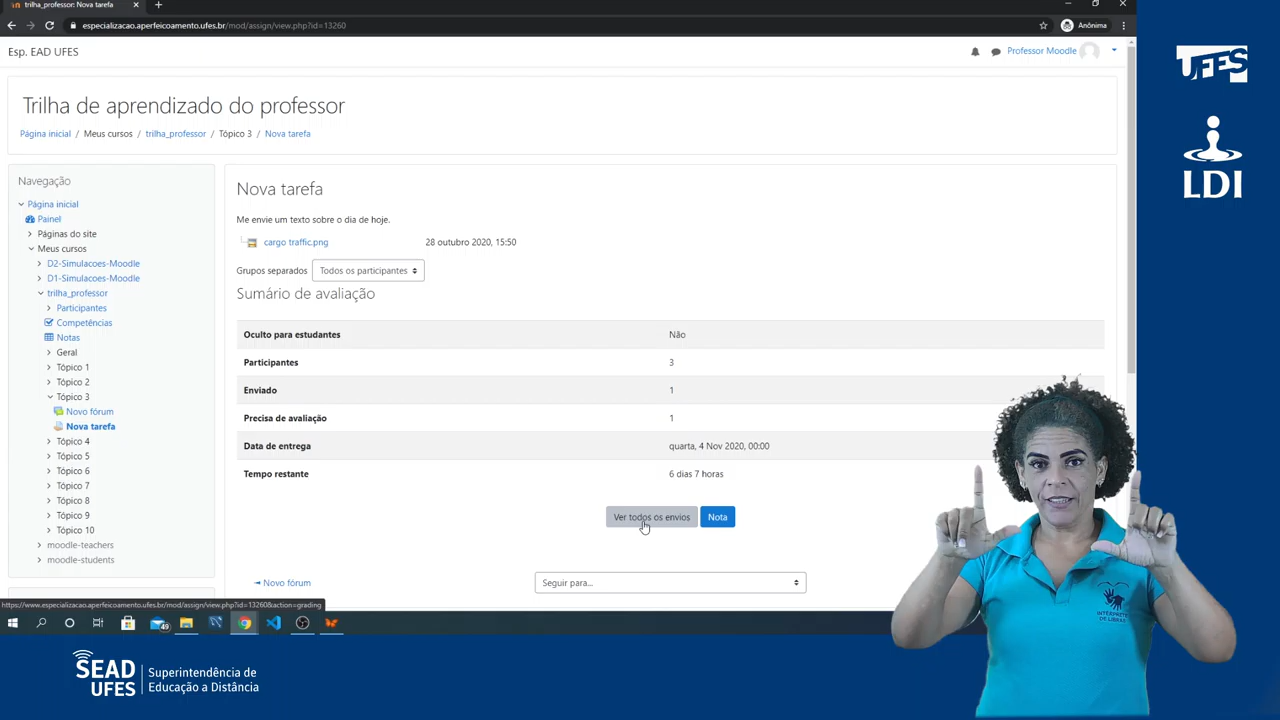 trilha_professor: Nova tarefa
especializacao.aperfeicoamento.ufes.br/mod/assign/view.php?id=13260
Anônima
Esp. EAD UFES
Professor Moodle
Trilha de aprendizado do professor
Página inicial / Meus cursos / trilha_professor / Tópico 3 / Nova tarefa
Navegação
Página inicial
Painel
Páginas do site
Meus cursos
D2-Simulacoes-Moodle
D1-Simulacoes-Moodle
trilha_professor
Participantes
Competências
Notas
Geral
Tópico 1
Tópico 2
Tópico 3
Novo fórum
Nova tarefa
Tópico 4
Tópico 5
Tópico 6
Tópico 7
Tópico 8
Tópico 9
Tópico 10
moodle-teachers
moodle-students
Nova tarefa
Me envie um texto sobre o dia de hoje.
cargo traffic.png 28 outubro 2020, 15:50
Grupos separados Todos os participantes
Sumário de avaliação
Oculto para estudantes Não
Participantes 3
Enviado 1
Precisa de avaliação 1
Data de entrega quarta, 4 Nov 2020, 00:00
Tempo restante 6 dias 7 horas
Ver todos os envios Nota
Novo fórum Seguir para...
https://www.especializacao.aperfeicoamento.ufes.br/mod/assign/view.php?id=13260&action=grading
49
UFES
LDI
INTÉRPRETE
DE LIBRAS
SEAD
UFES
Superintendência de
Educação a Distância